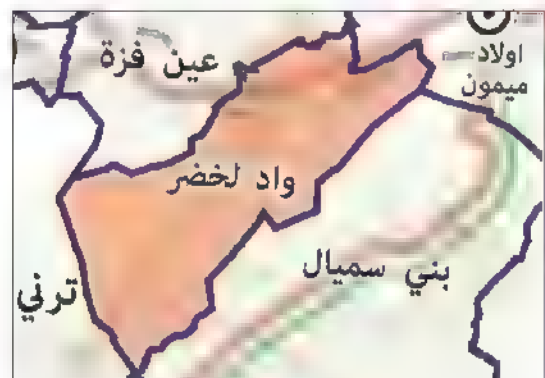 عين فزة
اولاد
ميمون
واد لخضر
بني سميال
ترني